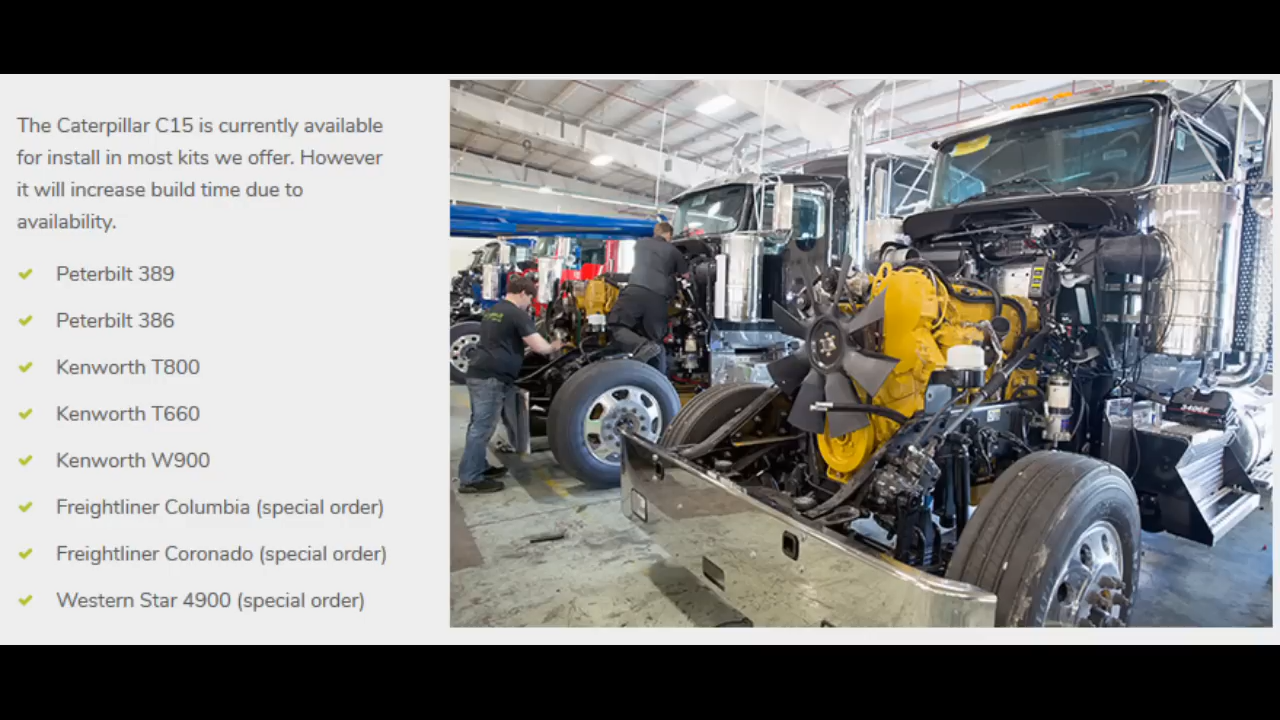 The Caterpillar C15 is currently available
for install in most kits we offer. However
it will increase build time due to
availability.
Peterbilt 389
Peterbilt 386
Kenworth T800
Kenworth T660
Kenworth W900
Freightliner Columbia (special order)
Freightliner Coronado (special order)
Western Star 4900 (special order)